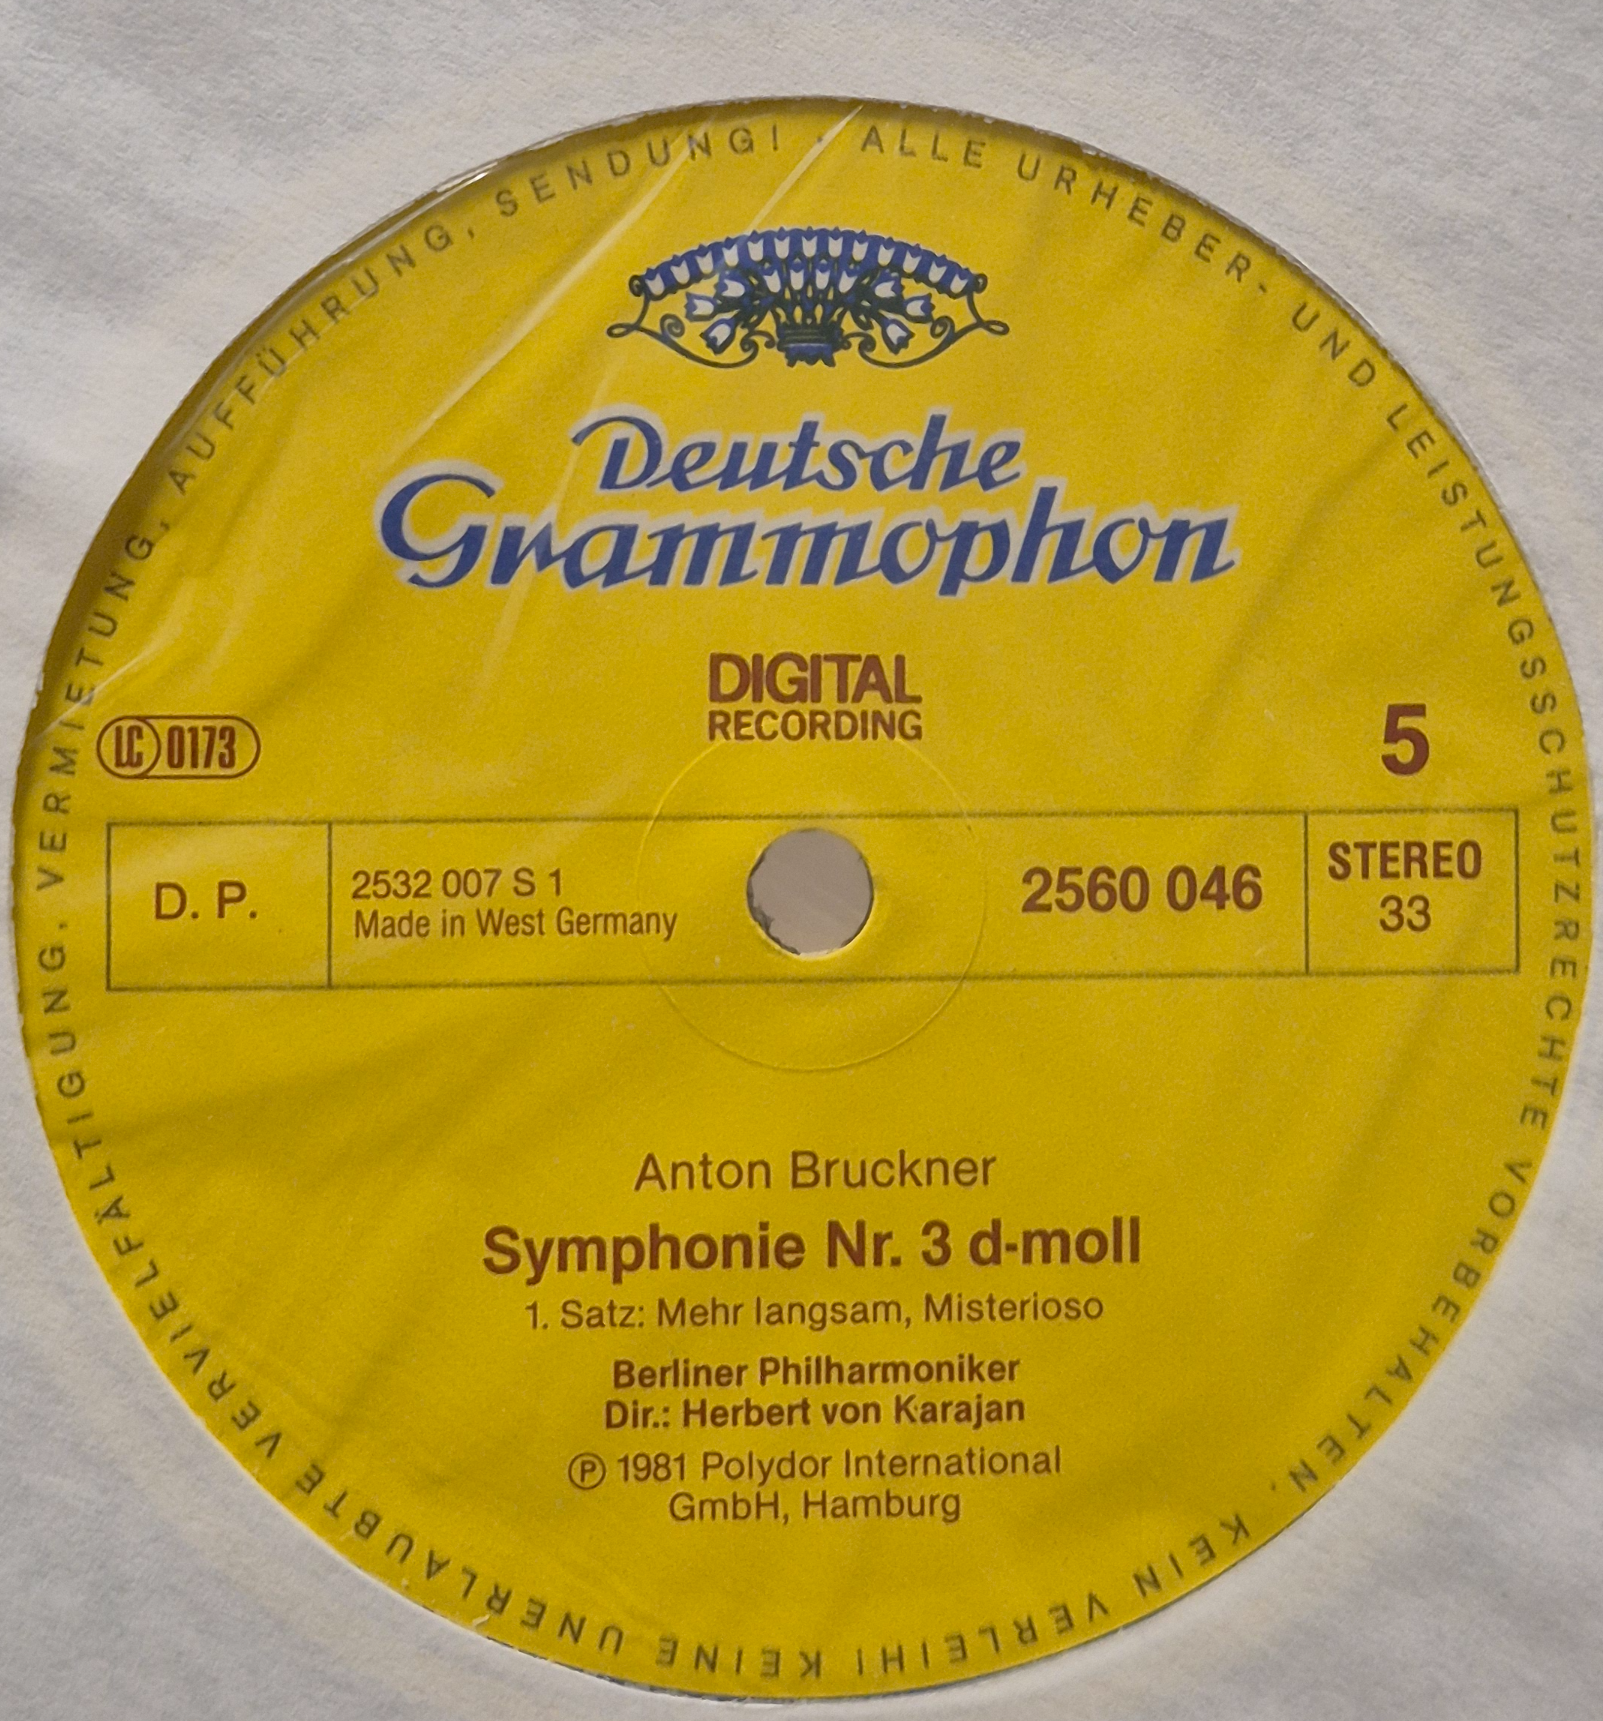 ALLE URHEBER- UND LEISTUNGSSCHUTZRECHTE VORBEHALTEN. KEIN VERLEIH! KEINE UNERLAUBTE VERVIELFÄLTIGUNG, VERMIETUNG, AUFFÜHRUNG, SENDUNG! ·
Deutsche
Grammophon
DIGITAL
RECORDING
LC 0173
5
D. P.
2532 007 S 1
Made in West Germany
2560 046
STEREO
33
Anton Bruckner
Symphonie Nr. 3 d-moll
1. Satz: Mehr langsam, Misterioso
Berliner Philharmoniker
Dir.: Herbert von Karajan
Ⓟ 1981 Polydor International
GmbH, Hamburg